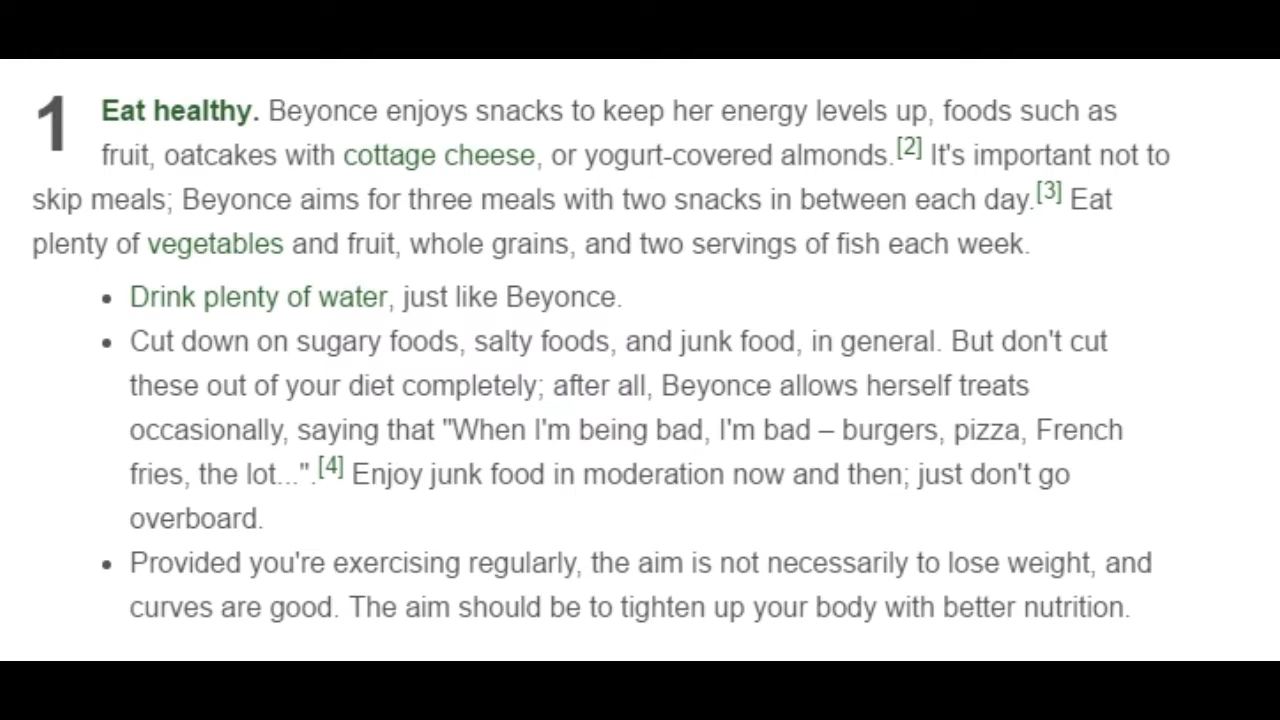 1 Eat healthy. Beyonce enjoys snacks to keep her energy levels up, foods such as
fruit, oatcakes with cottage cheese, or yogurt-covered almonds.[2] It's important not to
skip meals; Beyonce aims for three meals with two snacks in between each day.[3] Eat
plenty of vegetables and fruit, whole grains, and two servings of fish each week.
• Drink plenty of water, just like Beyonce.
• Cut down on sugary foods, salty foods, and junk food, in general. But don't cut
these out of your diet completely; after all, Beyonce allows herself treats
occasionally, saying that "When I'm being bad, I'm bad – burgers, pizza, French
fries, the lot...".[4] Enjoy junk food in moderation now and then; just don't go
overboard.
• Provided you're exercising regularly, the aim is not necessarily to lose weight, and
curves are good. The aim should be to tighten up your body with better nutrition.